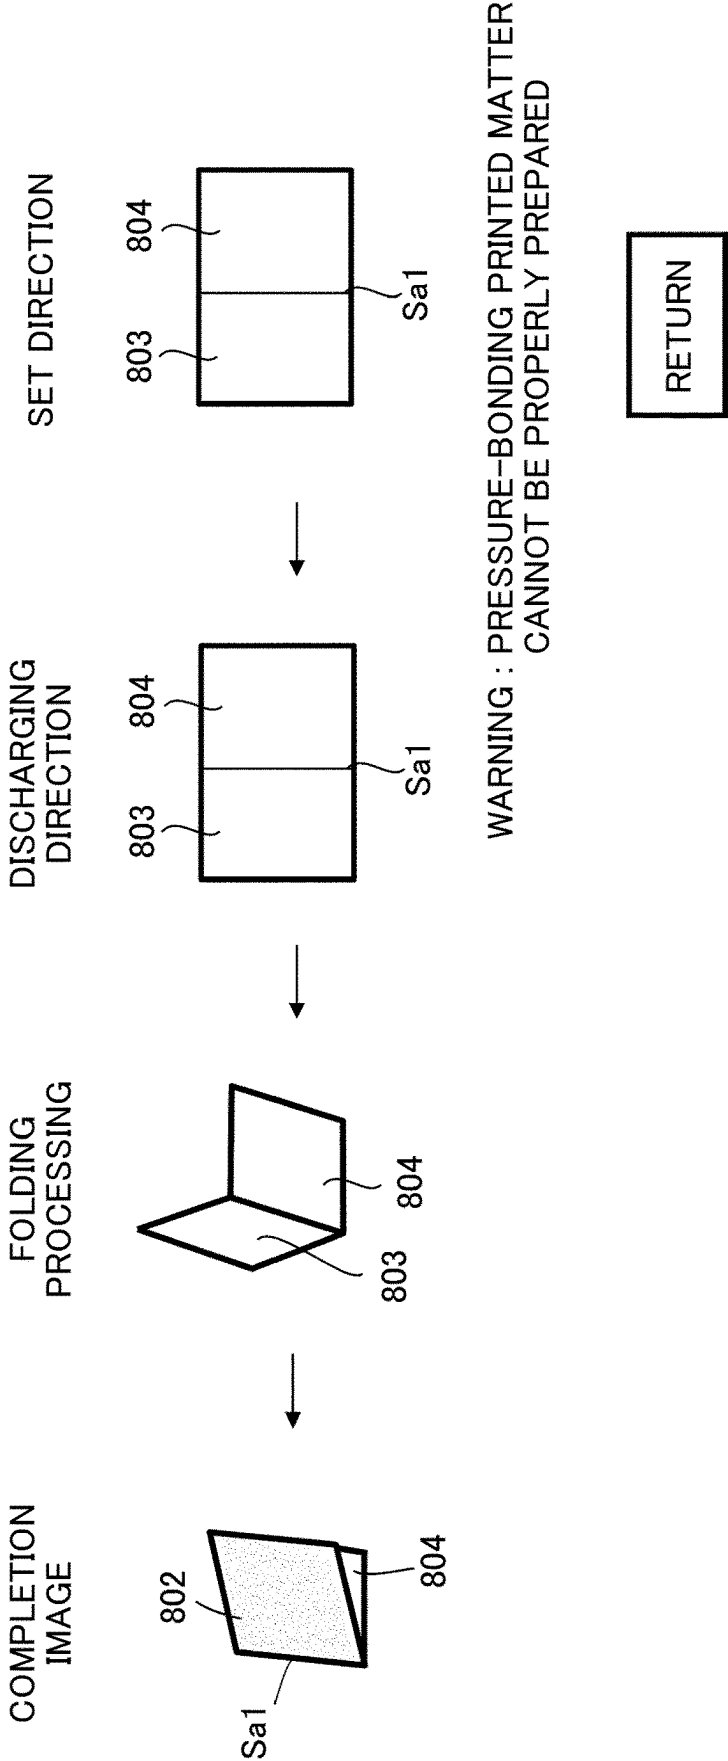 COMPLETION
IMAGE
FOLDING
PROCESSING
DISCHARGING
DIRECTION
SET DIRECTION
Sa1
802
804
803
804
803
804
Sa1
803
804
Sa1
WARNING : PRESSURE-BONDING PRINTED MATTER
CANNOT BE PROPERLY PREPARED
RETURN